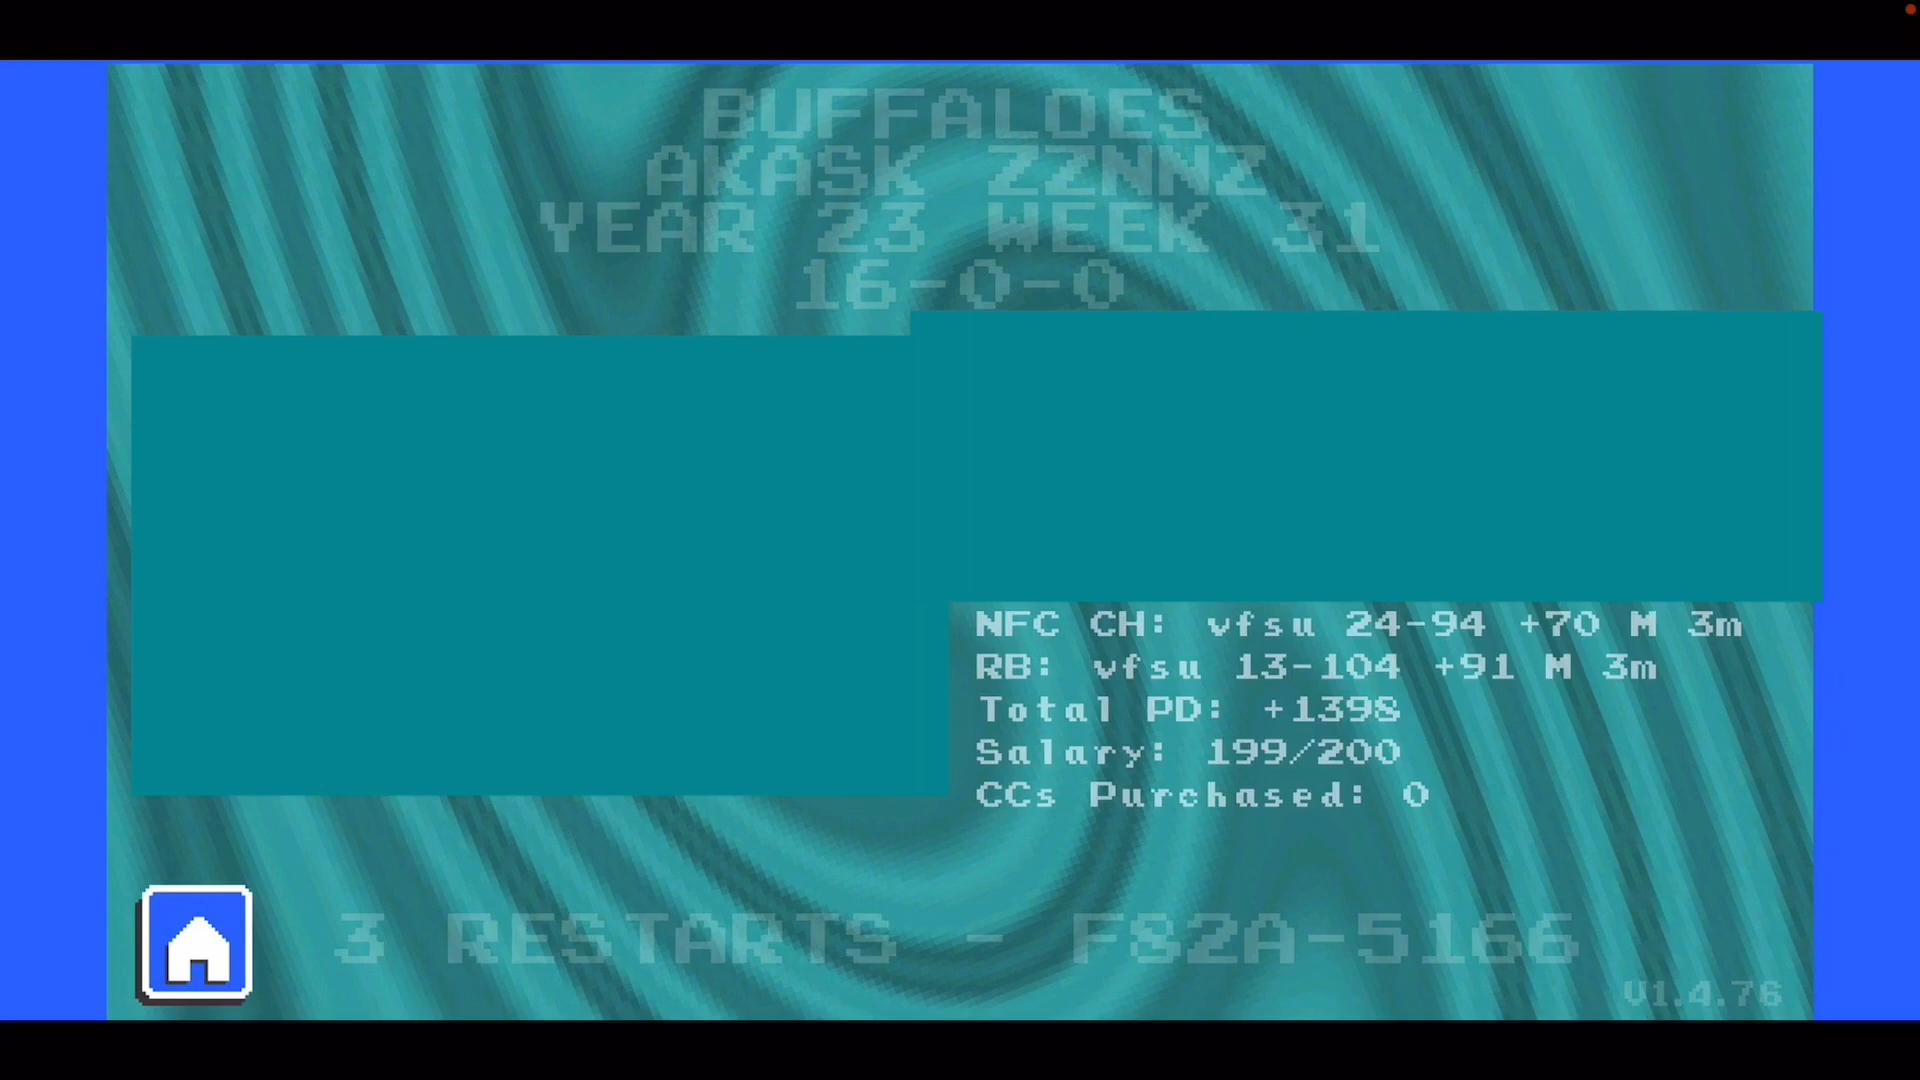 BUFFALOES
AKASK ZZNNZ
YEAR 23 WEEK 31
16-0-0
NFC CH: vfsu 24-94 +70 M 3m
RB: vfsu 13-104 +91 M 3m
Total PD: +1398
Salary: 199/200
CCs Purchased: 0
3 RESTARTS - F82A-5166
V1.4.76